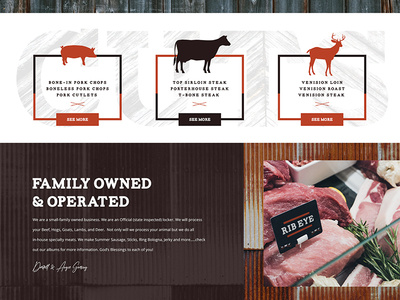 BONE-IN PORK CHOPS
BONELESS PORK CHOPS
PORK CUTLETS
SEE MORE
TOP SIRLOIN STEAK
PORTERHOUSE STEAK
T-BONE STEAK
SEE MORE
VENISION LOIN
VENISION ROAST
VENISION STEAK
SEE MORE
FAMILY OWNED
& OPERATED
We are a small family owned business. We are an Official (state inspected) locker. We will process
your Beef, Hogs, Goats, Lambs, and Deer. Not only will we process your animal but we do all
in-house specialty treats. We make Summer Sausage, Sticks, Ring Bologna, Jerky and more.....check
out our albums for more information. God's Blessings to each of you!
RIB EYE